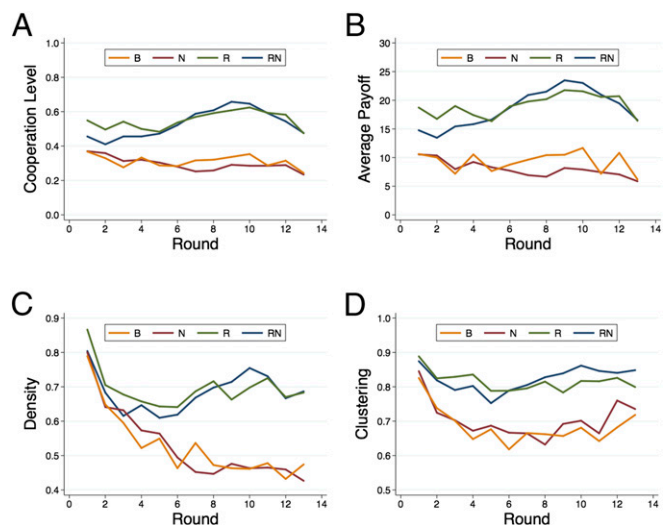 A
B N R RN
Cooperation Level
1.0
0.8
0.6
0.4
0.2
0.0
0 2 4 6 8 10 12 14
Round
B
B N R RN
Average Payoff
30
25
20
15
10
5
0
0 2 4 6 8 10 12 14
Round
C
B N R RN
Density
0.9
0.8
0.7
0.6
0.5
0.4
0 2 4 6 8 10 12 14
Round
D
B N R RN
Clustering
1.0
0.9
0.8
0.7
0.6
0.5
0 2 4 6 8 10 12 14
Round